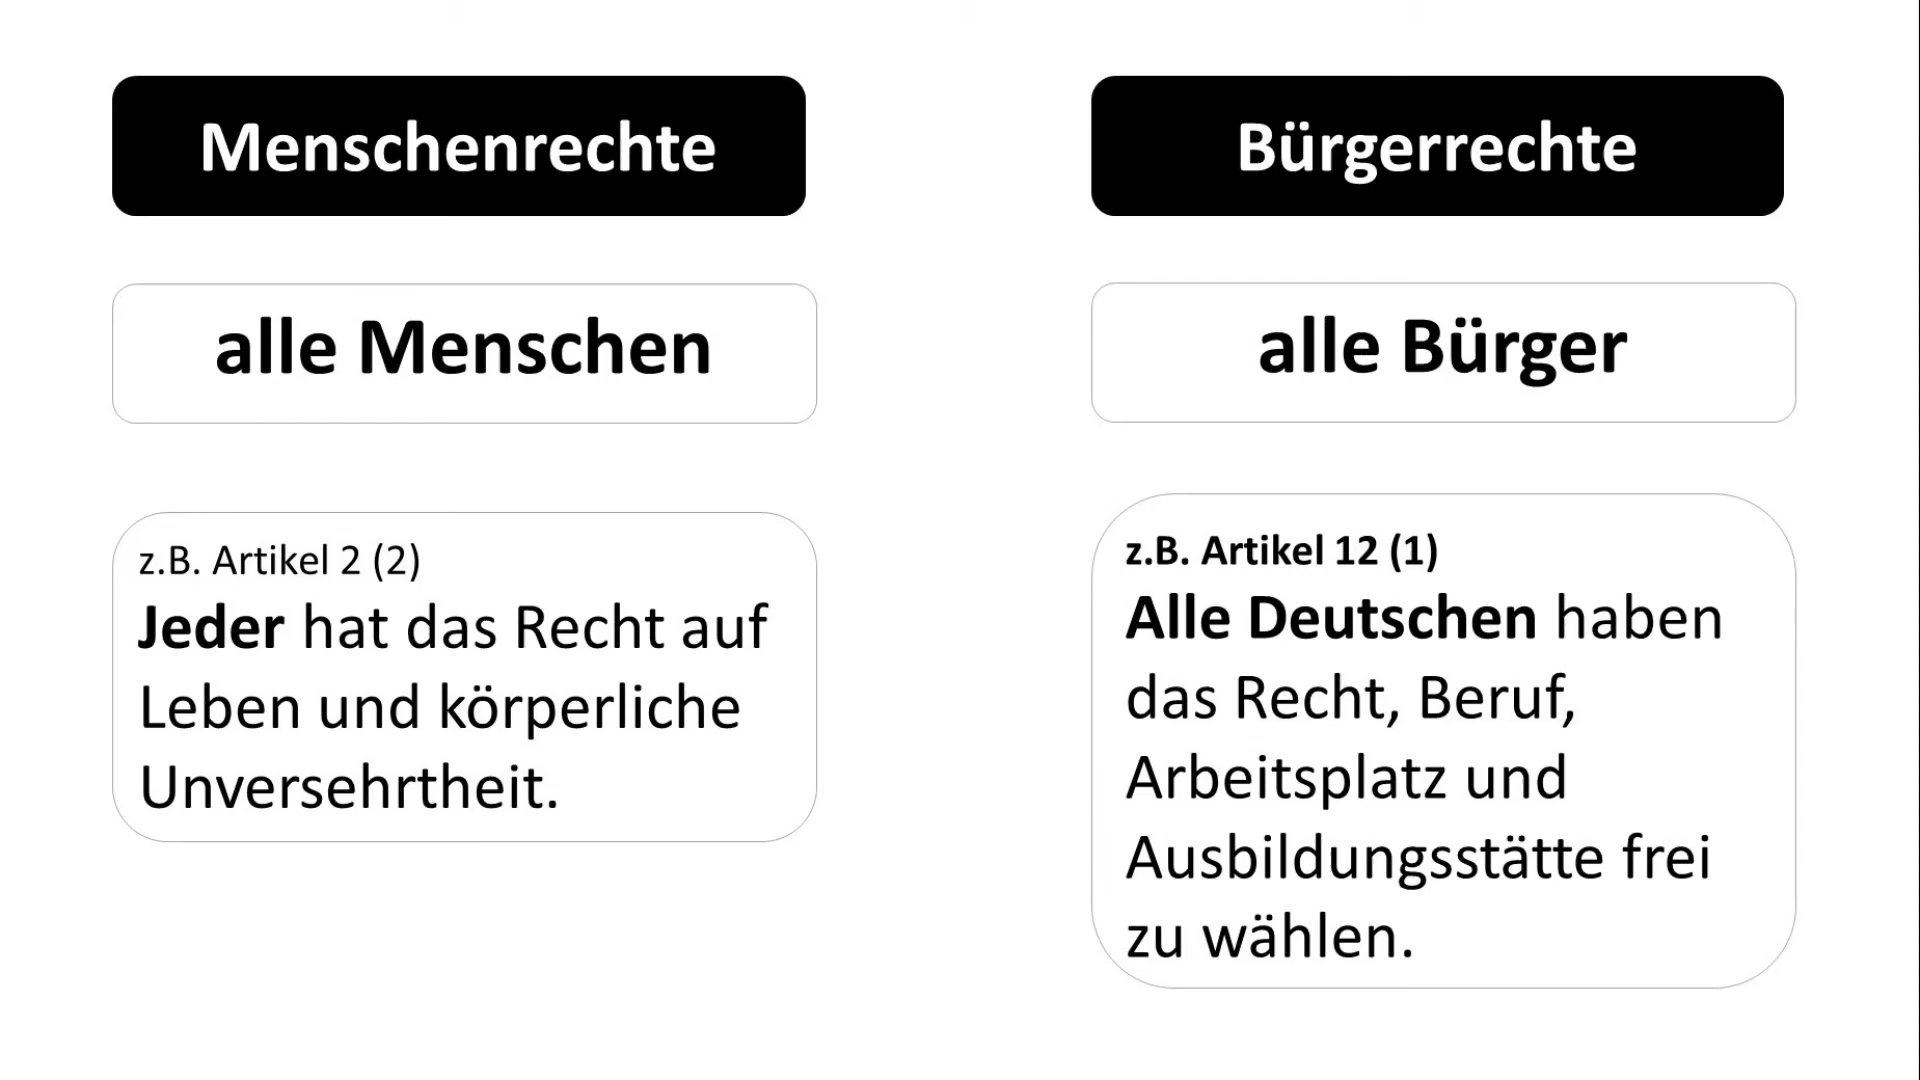 Menschenrechte
alle Menschen
z.B. Artikel 2 (2)
Jeder hat das Recht auf
Leben und körperliche
Unversehrtheit.
Bürgerrechte
alle Bürger
z.B. Artikel 12 (1)
Alle Deutschen haben
das Recht, Beruf,
Arbeitsplatz und
Ausbildungsstätte frei
zu wählen.